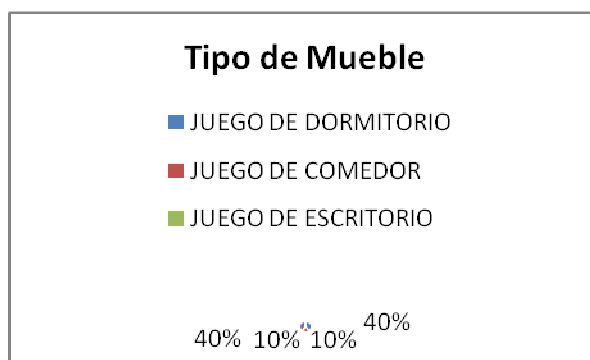 Tipo de Mueble
JUEGO DE DORMITORIO
JUEGO DE COMEDOR
JUEGO DE ESCRITORIO
40% 10% 10% 40%